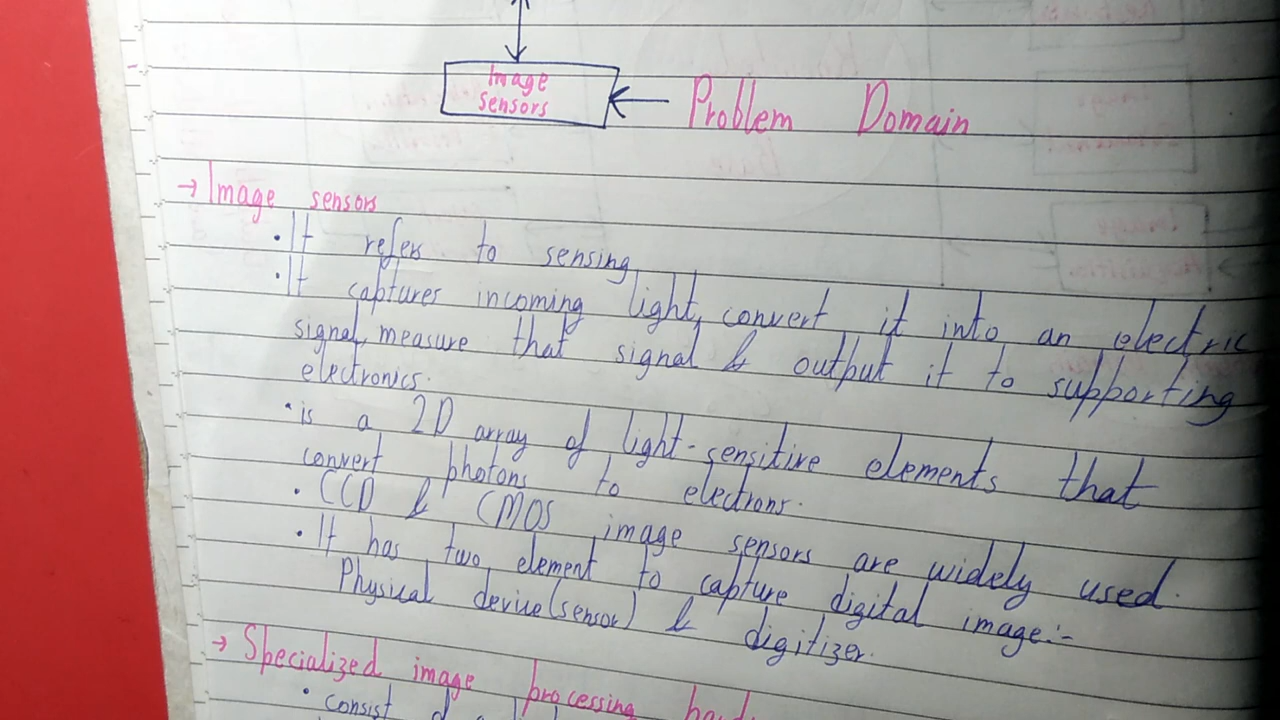 Image
sensors
Problem Domain
→ Image sensors
• It refers to sensing
• It captures incoming light, convert it into an electric
signal, measure that signal & output it to supporting
electronics.
• is a 2D array of light-sensitive elements that
convert photons to electrons.
• CCD & CMOS image sensors are widely used.
• It has two element to capture digital image:-
Physical device(sensor) & digitizer.
→ Specialized image processing
• consist